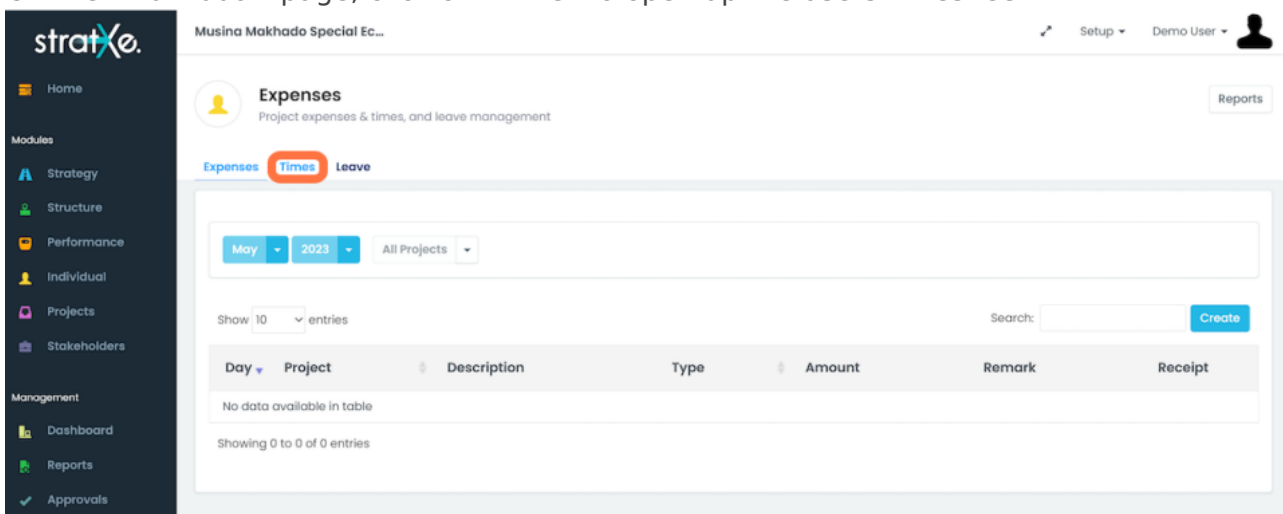 stratXe.
Musina Makhado Special Ec...
Setup
Demo User
Home
Modules
Strategy
Structure
Performance
Individual
Projects
Stakeholders
Management
Dashboard
Reports
Approvals
Expenses
Project expenses & times, and leave management
Reports
Expenses Times Leave
May 2023 All Projects
Show 10 entries
Search:
Create
Day Project Description Type Amount Remark Receipt
No data available in table
Showing 0 to 0 of 0 entries